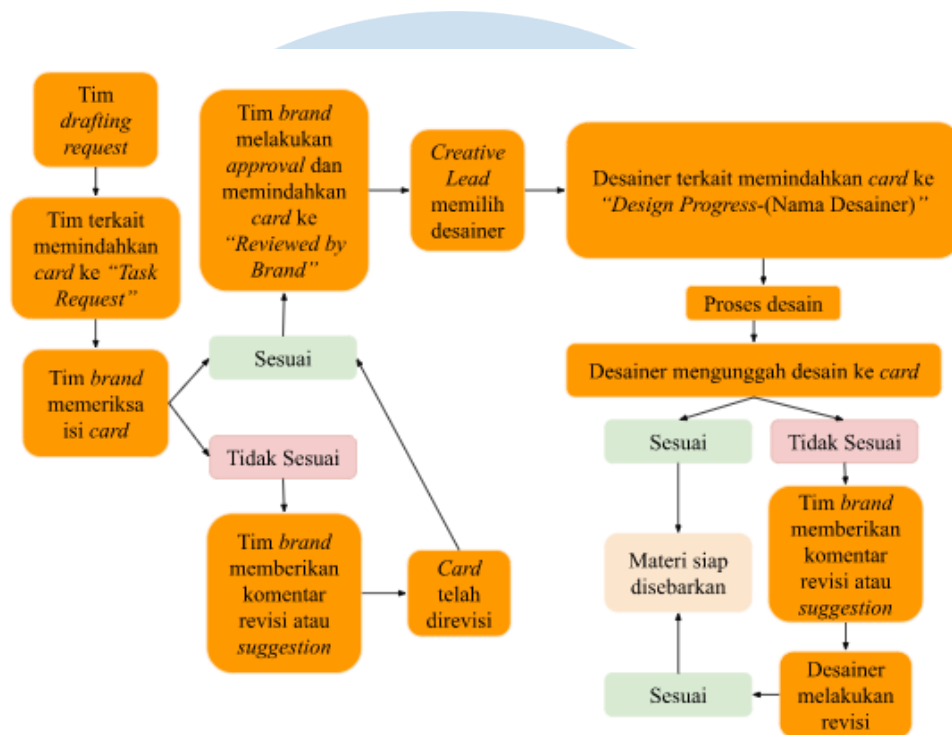 Tim
drafting
request
Tim terkait
memindahkan
card ke “Task
Request”
Tim brand
memeriksa
isi card
Tim brand
melakukan
approval dan
memindahkan
card ke
“Reviewed by
Brand”
Sesuai
Tidak Sesuai
Tim brand
memberikan
komentar
revisi atau
suggestion
Card
telah
direvisi
Creative
Lead
memilih
desainer
Desainer terkait memindahkan card ke
“Design Progress-(Nama Desainer)”
Proses desain
Desainer mengunggah desain ke card
Sesuai
Tidak Sesuai
Tim brand
memberikan
komentar
revisi atau
suggestion
Materi siap
disebarkan
Desainer
melakukan
revisi
Sesuai